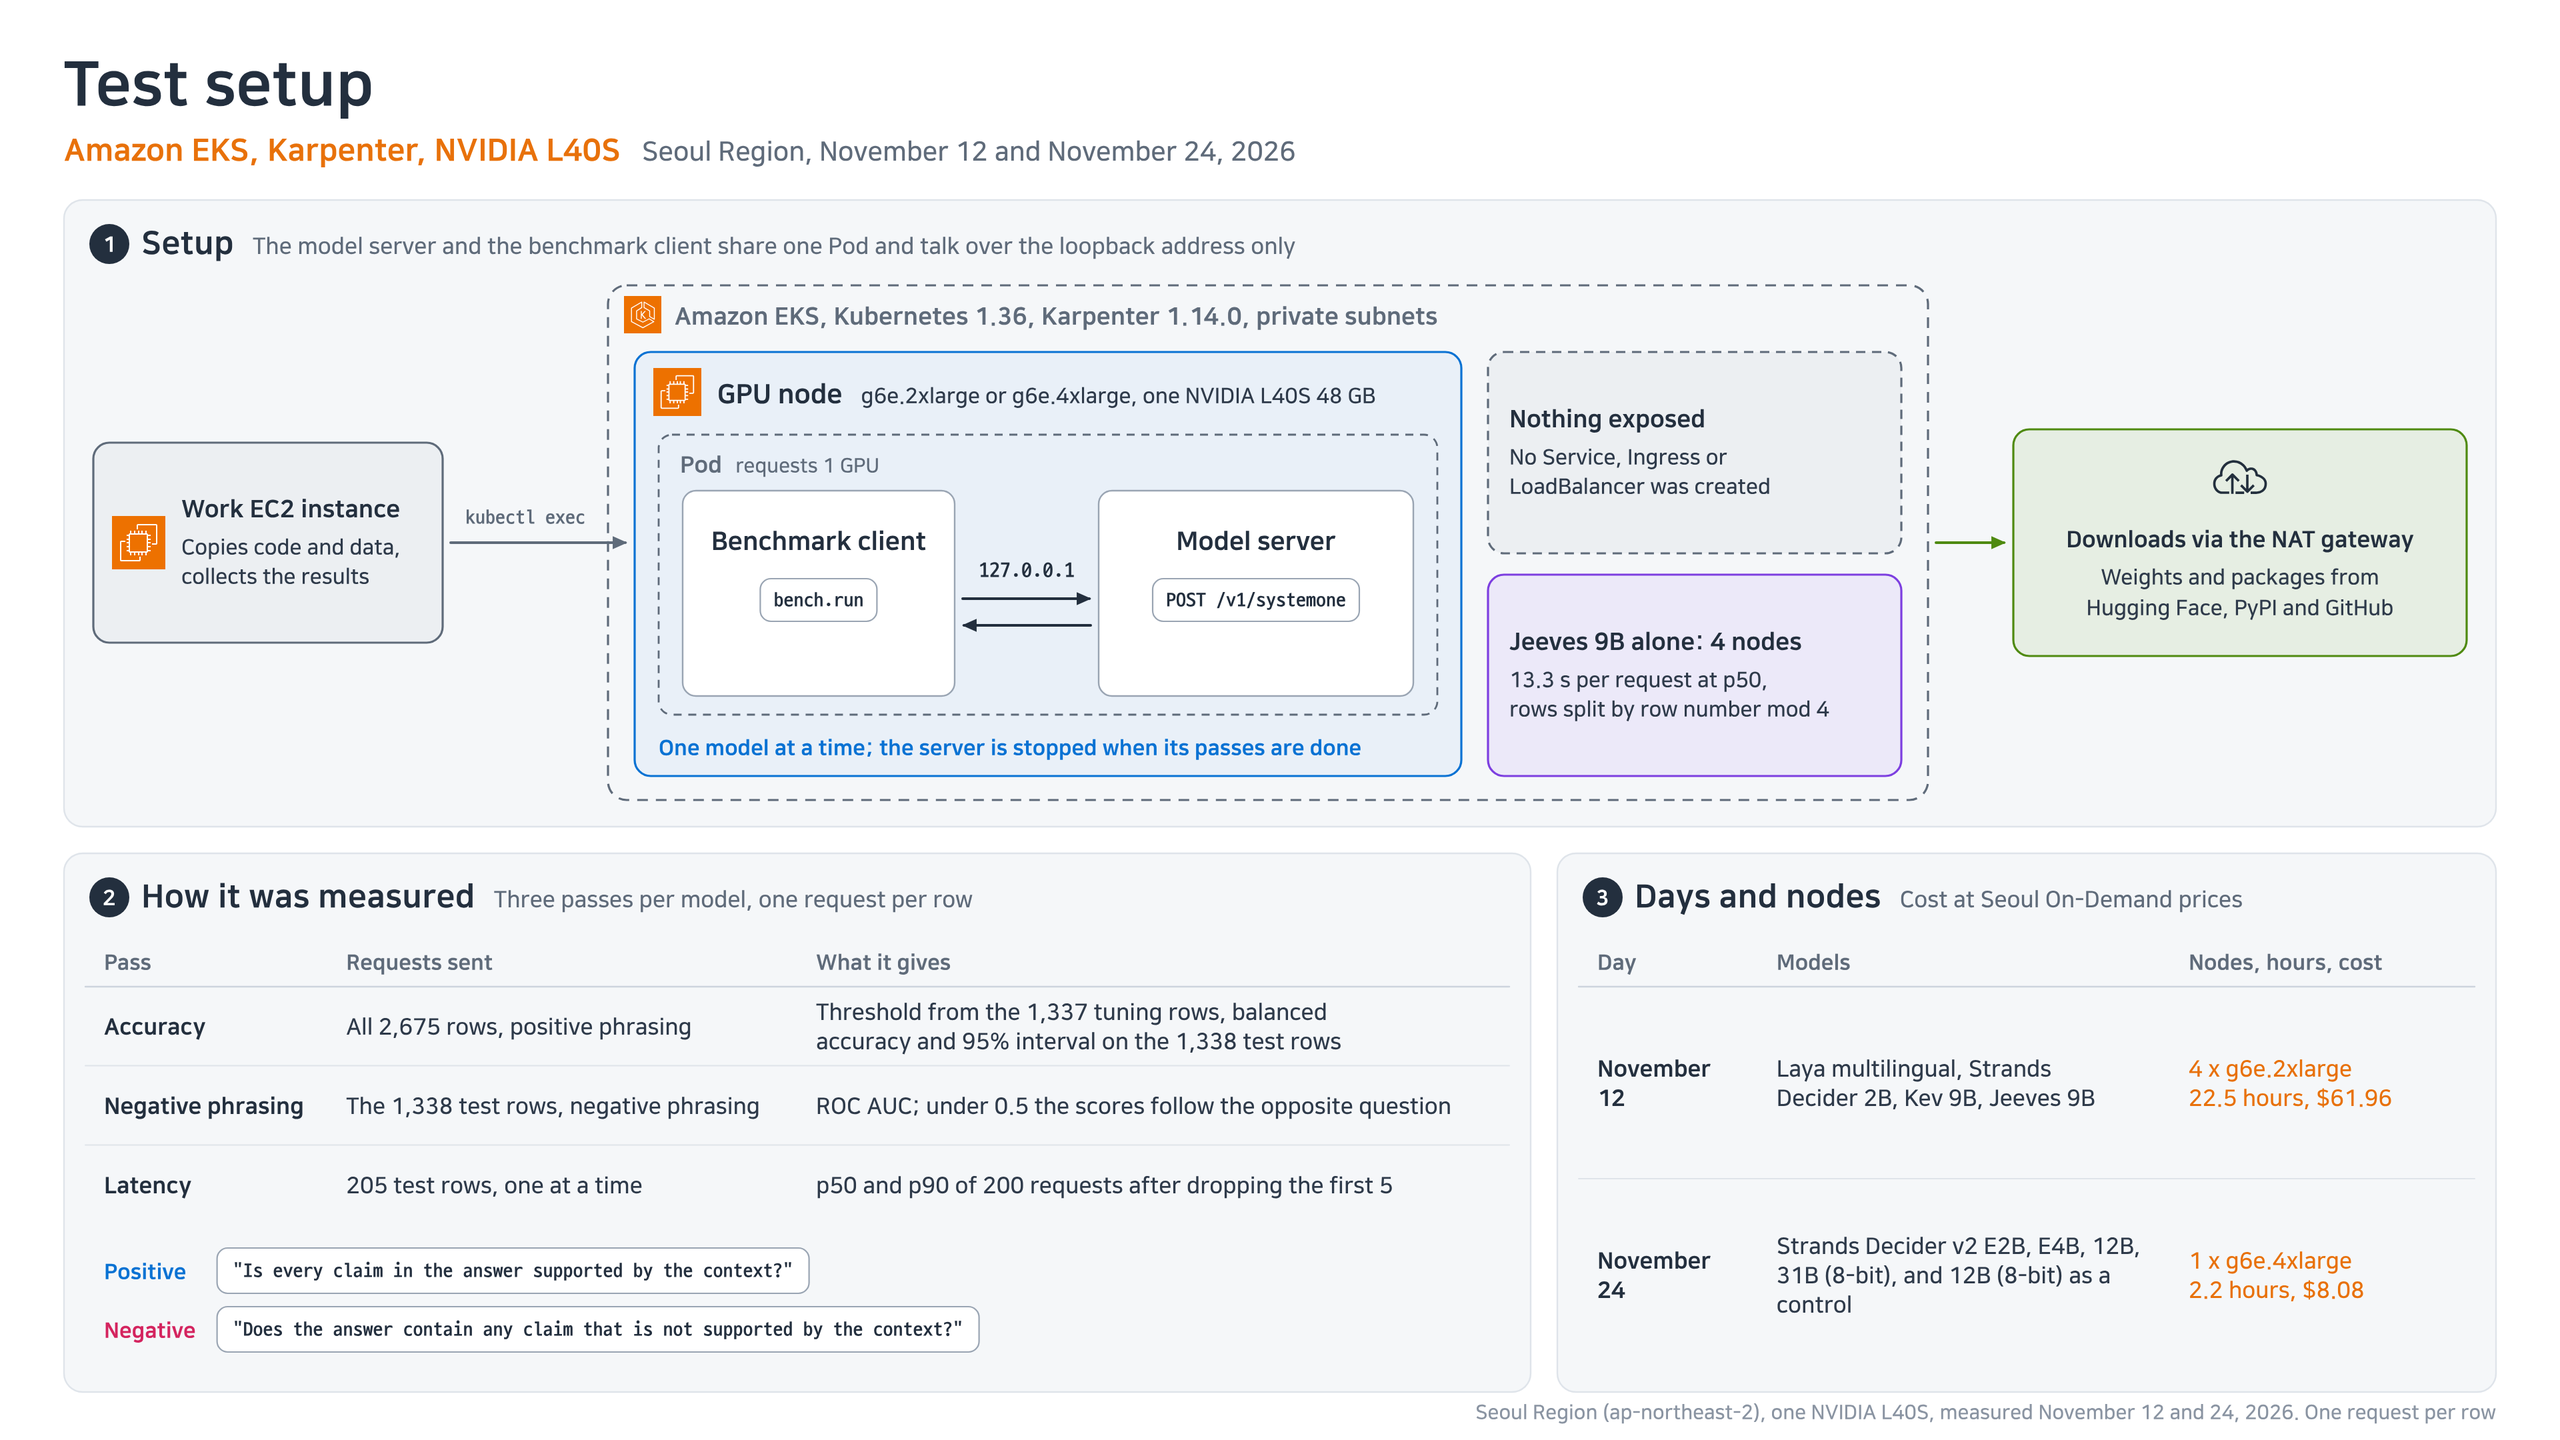 Test setup
Amazon EKS, Karpenter, NVIDIA L40S Seoul Region, November 12 and November 24, 2026
1 Setup The model server and the benchmark client share one Pod and talk over the loopback address only
Amazon EKS, Kubernetes 1.36, Karpenter 1.14.0, private subnets
Work EC2 instance
Copies code and data,
collects the results
kubectl exec
GPU node g6e.2xlarge or g6e.4xlarge, one NVIDIA L40S 48 GB
Pod requests 1 GPU
Benchmark client
bench.run
127.0.0.1
Model server
POST /v1/systemone
One model at a time; the server is stopped when its passes are done
Nothing exposed
No Service, Ingress or
LoadBalancer was created
Jeeves 9B alone: 4 nodes
13.3 s per request at p50,
rows split by row number mod 4
Downloads via the NAT gateway
Weights and packages from
Hugging Face, PyPI and GitHub
2 How it was measured Three passes per model, one request per row
Pass Requests sent What it gives
Accuracy All 2,675 rows, positive phrasing Threshold from the 1,337 tuning rows, balanced
accuracy and 95% interval on the 1,338 test rows
Negative phrasing The 1,338 test rows, negative phrasing ROC AUC; under 0.5 the scores follow the opposite question
Latency 205 test rows, one at a time p50 and p90 of 200 requests after dropping the first 5
Positive "Is every claim in the answer supported by the context?"
Negative "Does the answer contain any claim that is not supported by the context?"
3 Days and nodes Cost at Seoul On-Demand prices
Day Models Nodes, hours, cost
November Laya multilingual, Strands 4 x g6e.2xlarge
12 Decider 2B, Kev 9B, Jeeves 9B 22.5 hours, $61.96
Strands Decider v2 E2B, E4B, 12B,
November 31B (8-bit), and 12B (8-bit) as a 1 x g6e.4xlarge
24 control 2.2 hours, $8.08
Seoul Region (ap-northeast-2), one NVIDIA L40S, measured November 12 and 24, 2026. One request per row